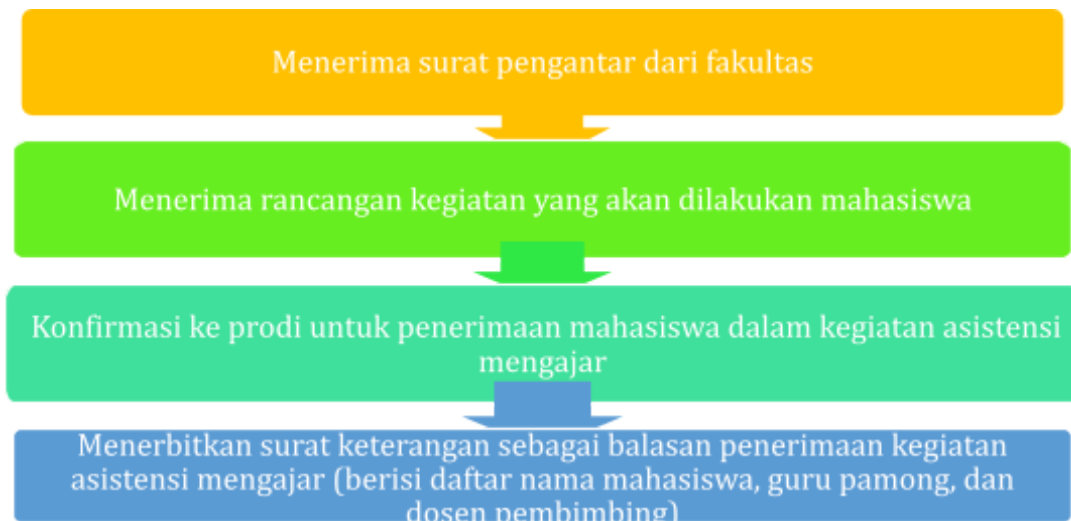 Menerima surat pengantar dari fakultas
Menerima rancangan kegiatan yang akan dilakukan mahasiswa
Konfirmasi ke prodi untuk penerimaan mahasiswa dalam kegiatan asistensi
mengajar
Menerbitkan surat keterangan sebagai balasan penerimaan kegiatan
asistensi mengajar (berisi daftar nama mahasiswa, guru pamong, dan
dosen pembimbing)